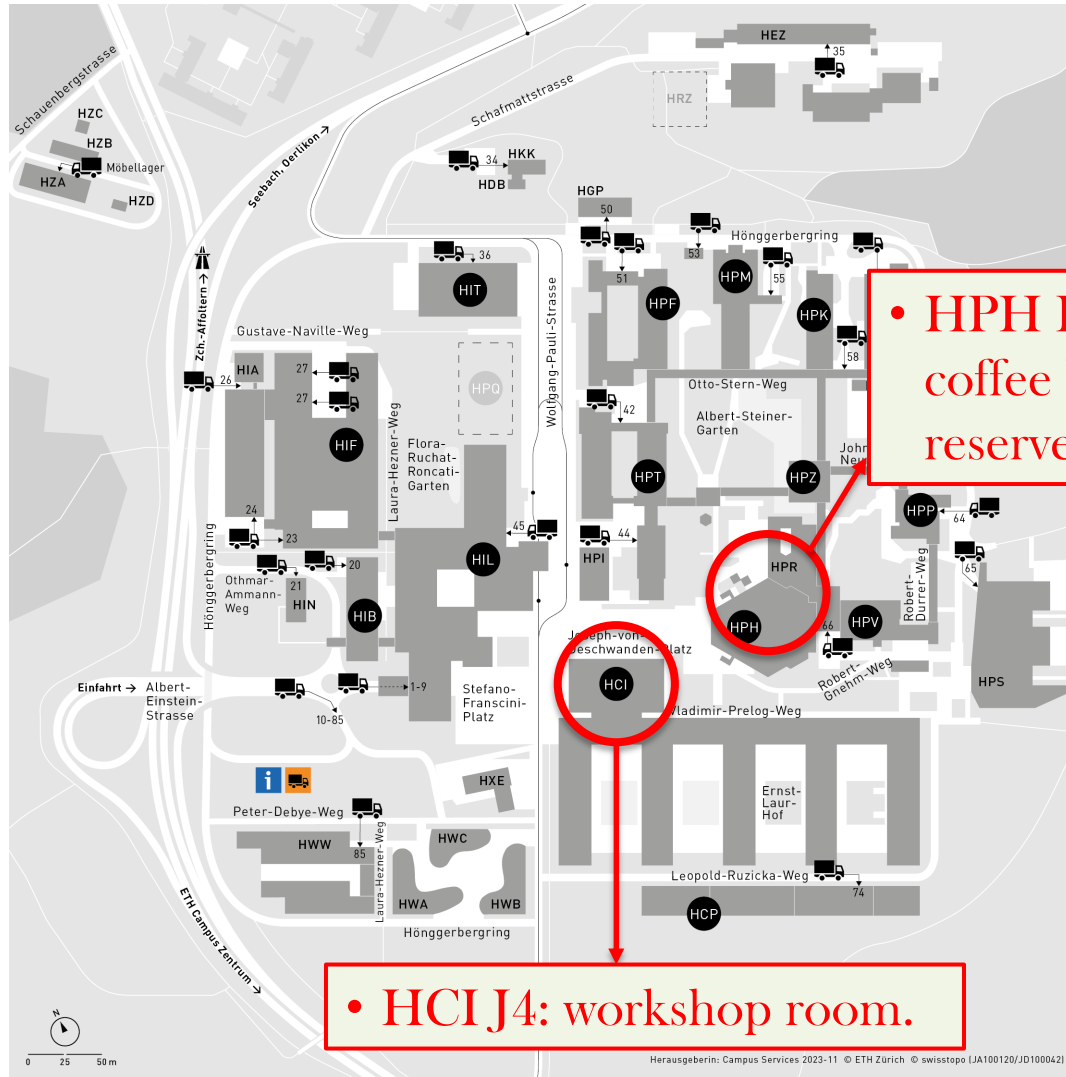 HEZ
35
HRZ
Schauenbergstrasse
HZC
HZB
Möbellager
HZA
HZD
Schafmattstrasse
Seebach, Oerlikon →
34
HKK
HDB
HGP
50
Hönggerbergring
53
51
55
HPM
HPF
HPK
58
36
HIT
Zch.-Affoltern →
Gustave-Naville-Weg
Wolfgang-Pauli-Strasse
HIA
26
27
27
HPQ
Otto-Stern-Weg
42
Albert-Steiner-
Garten
• HPH
coffee
reserve
HIF
Laura-Hezner-Weg
Flora-
Ruchat-
Roncati-
Garten
HPT
HPZ
John
HPP
64
24
23
45
44
HIL
HPI
HPR
65
20
Hönggerbergring
Othmar-
Ammann-
Weg
21
HIN
HIB
HPH
HPV
66
Robert-
Durrer-Weg
Robert-
Gnehm-Weg
HPS
Joseph-von-
Deschwanden-Platz
HCI
Einfahrt →
Albert-
Einstein-
Strasse
1-9
10-85
Stefano-
Franscini-
Platz
Vladimir-Prelog-Weg
i
HXE
Ernst-
Laur-
Hof
Peter-Debye-Weg
85
HWW
Laura-Hezner-Weg
HWC
HWA
HWB
Leopold-Ruzicka-Weg
74
HCP
Hönggerbergring
ETH Campus Zentrum →
• HCI J4: workshop room.
N
0 25 50 m
Herausgeberin: Campus Services 2023-11 © ETH Zürich © swisstopo (JA100120/JD100042)